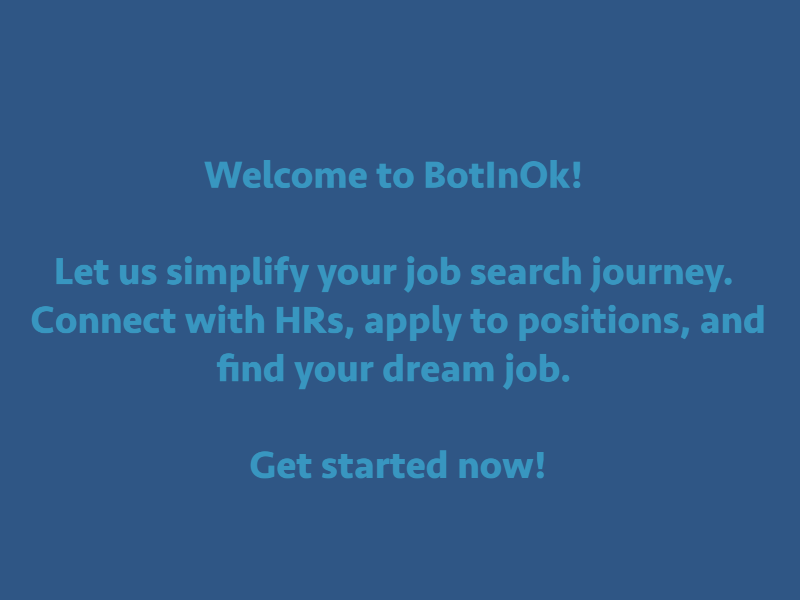 Welcome to BotInOk!
Let us simplify your job search journey.
Connect with HRs, apply to positions, and
find your dream job.
Get started now!